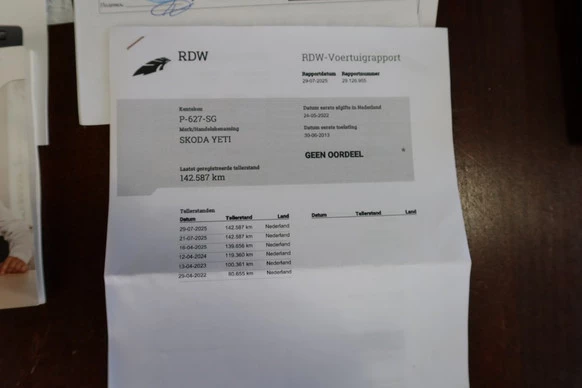 RDW
RDW-Voertuigrapport
Rapportdatum Rapportnummer
29-07-2025
Kenteken
P-627-SG
Merk/Handelsbenaming
SKODA YETI
Laatst geregistreerde tellerstand
142.587 km
Datum eerste afgifte in Nederland
24-05-2022
Datum eerste toelating
30-06-2013
GEEN OORDEEL
Tellerstanden
Datum Tellerstand Land
29-07-2025 142.587 km Nederland
21-07-2025 142.587 km Nederland
16-04-2025 139.656 km Nederland
12-04-2024 119.360 km Nederland
13-04-2023 100.361 km Nederland
25-04-2022 80.655 km Nederland
Datum Tellerstand Land